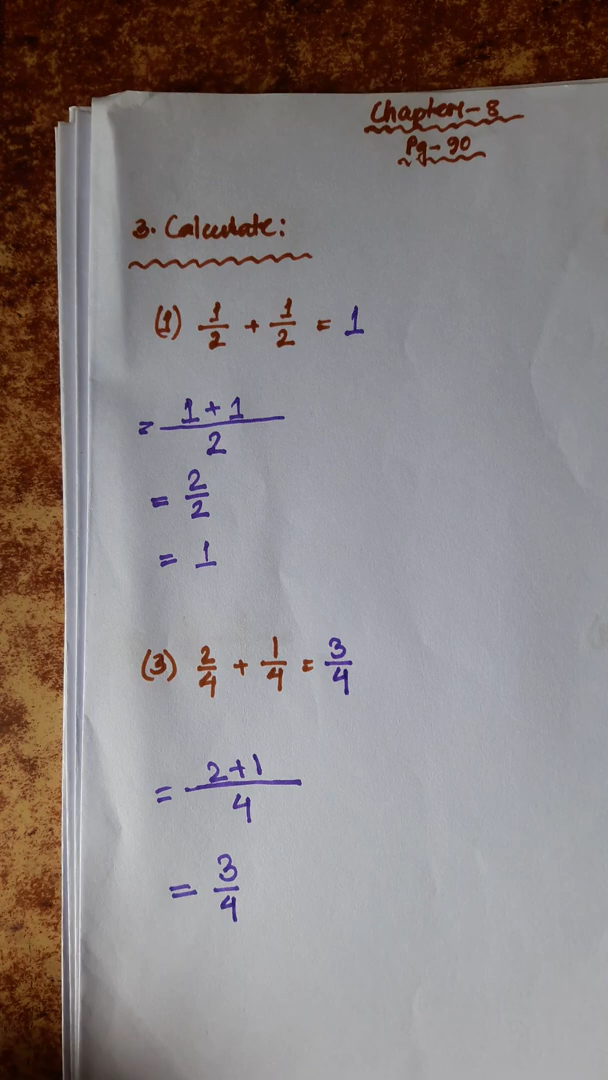 Chapter-8
Pg-90
3. Calculate:
(1) 1/2 + 1/2 = 1
= 1+1/2
= 2/2
= 1
(3) 2/4 + 1/4 = 3/4
= 2+1/4
= 3/4